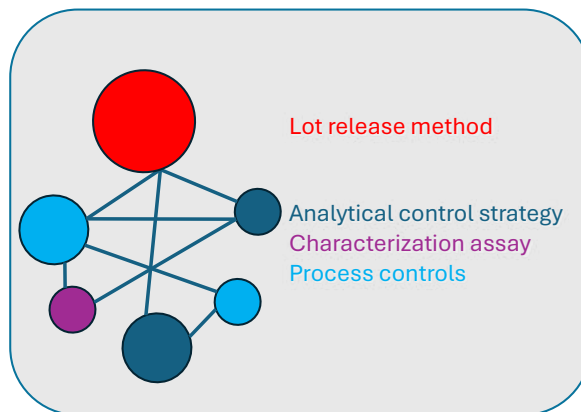 Lot release method
Analytical control strategy
Characterization assay
Process controls